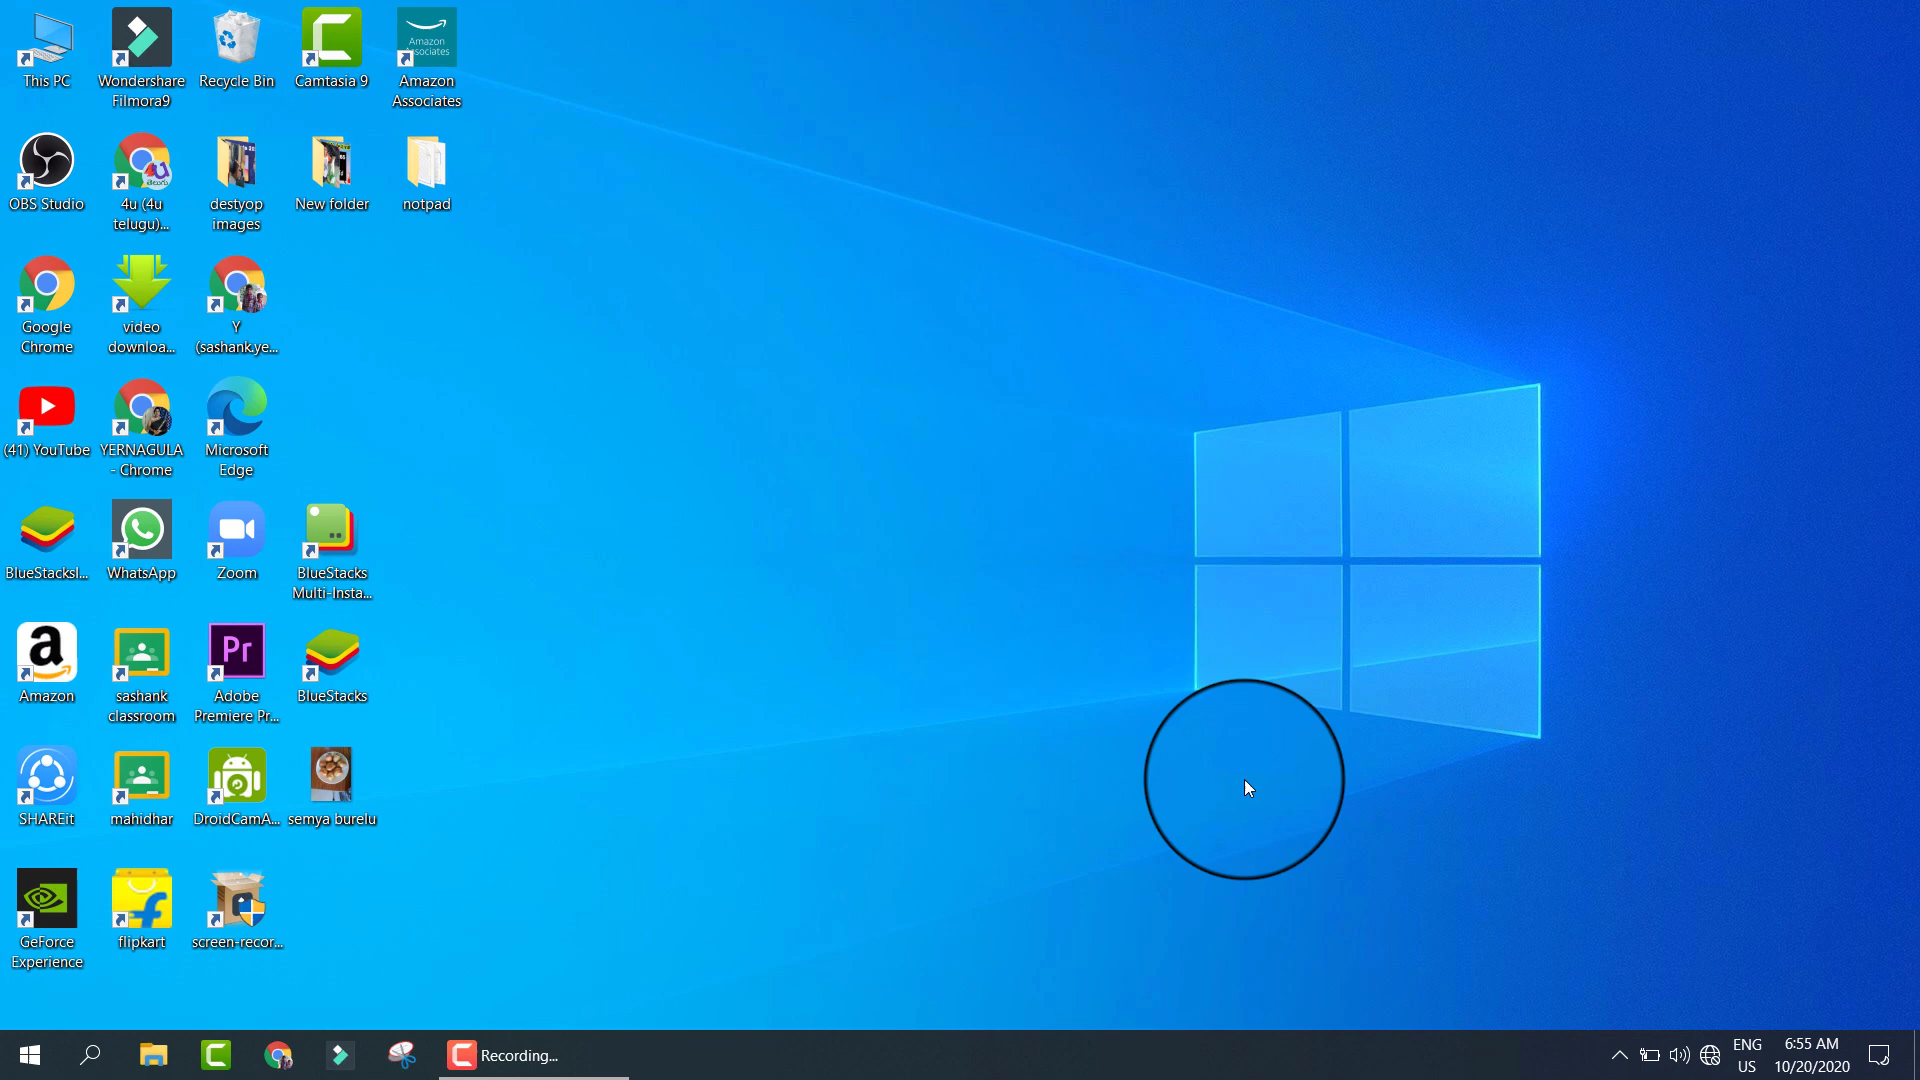 This PC
Wondershare
Filmora9
Recycle Bin
Camtasia 9
Amazon
Amazon
Associates
OBS Studio
4u (4u
telugu)...
destyop
images
New folder
notpad
Google
Chrome
video
downloa...
Y
(sashank.ye...
(41) YouTube
YERNAGULA
- Chrome
Microsoft
Edge
BlueStacksI...
WhatsApp
Zoom
BlueStacks
Multi-Insta...
Amazon
sashank
classroom
Pr
Adobe
Premiere Pr...
BlueStacks
SHAREit
mahidhar
DroidCamA...
semya burelu
GeForce
Experience
flipkart
screen-recor...
Recording...
ENG
US
6:55 AM
10/20/2020